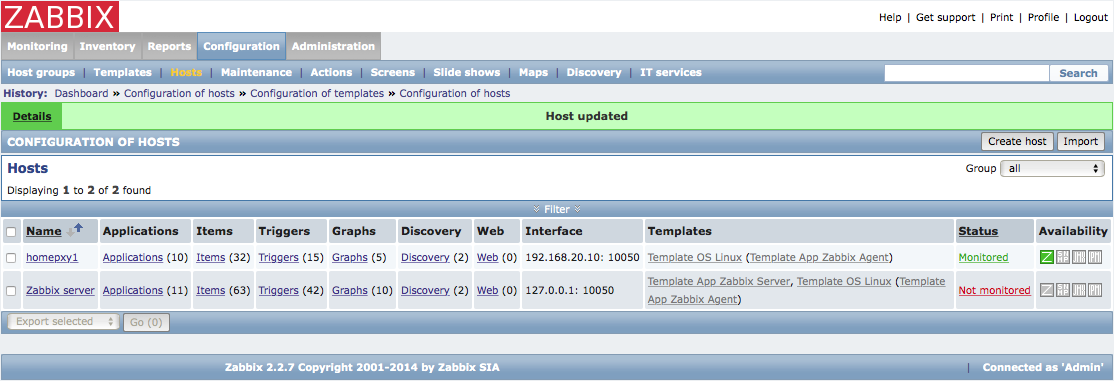 ZABBIX
Help | Get support | Print | Profile | Logout
Monitoring Inventory Reports Configuration Administration
Host groups | Templates | Hosts | Maintenance | Actions | Screens | Slide shows | Maps | Discovery | IT services Search
History: Dashboard » Configuration of hosts » Configuration of templates » Configuration of hosts
Details Host updated
CONFIGURATION OF HOSTS Create host Import
Hosts Group all
Displaying 1 to 2 of 2 found
Filter
Name Applications Items Triggers Graphs Discovery Web Interface Templates Status Availability
homepxy1 Applications (10) Items (32) Triggers (15) Graphs (5) Discovery (2) Web (0) 192.168.20.10: 10050 Template OS Linux (Template App Zabbix Agent) Monitored Z SNMP JMX IPMI
Zabbix server Applications (11) Items (63) Triggers (42) Graphs (10) Discovery (2) Web (0) 127.0.0.1: 10050 Template App Zabbix Server, Template OS Linux (Template
App Zabbix Agent) Not monitored Z SNMP JMX IPMI
Export selected Go (0)
Zabbix 2.2.7 Copyright 2001-2014 by Zabbix SIA | Connected as 'Admin'